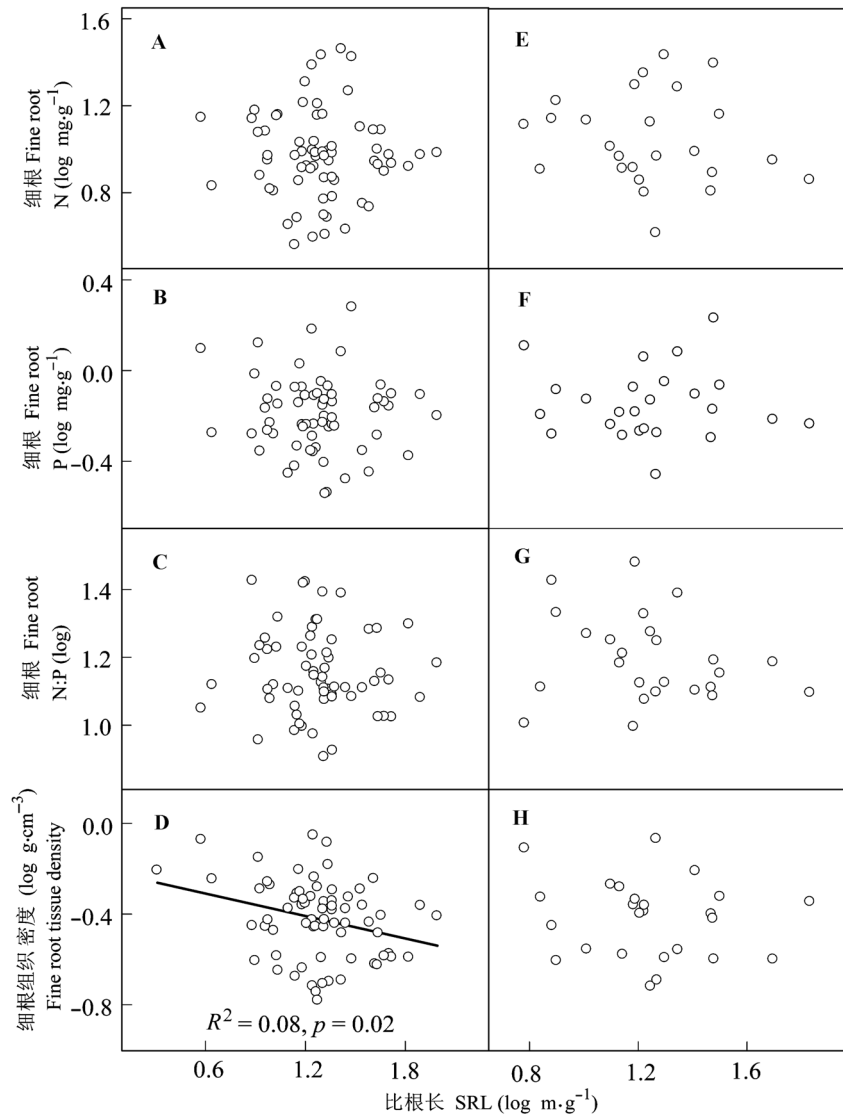 A
E
1.6
1.2
0.8
细根 Fine root
N (log mg·g⁻¹)
B
F
0.4
0.0
−0.4
细根 Fine root
P (log mg·g⁻¹)
C
G
1.4
1.2
1.0
细根 Fine root
N:P (log)
D
H
0.0
−0.4
−0.8
细根组织 密度 (log g·cm⁻³)
Fine root tissue density
R² = 0.08, p = 0.02
0.6 1.2 1.8 0.8 1.2 1.6
比根长 SRL (log m·g⁻¹)